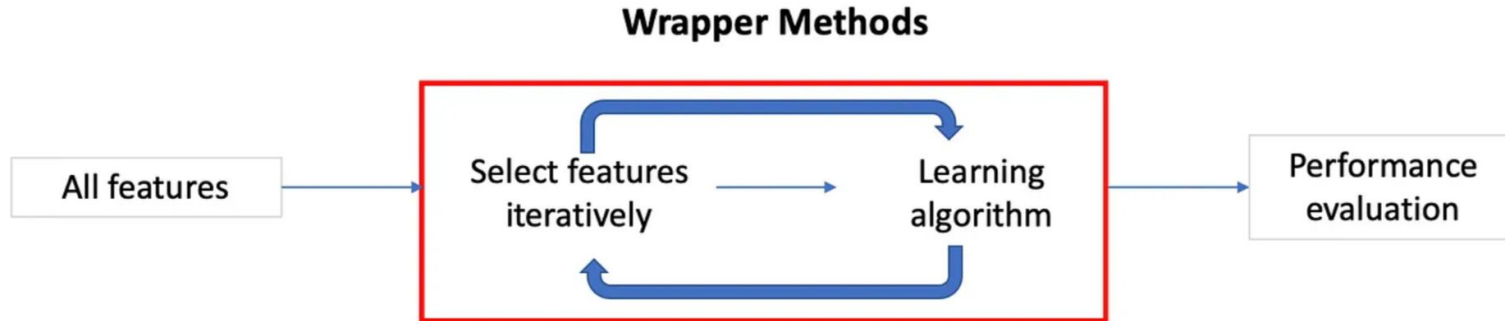 Wrapper Methods
All features
Select features
iteratively
Learning
algorithm
Performance
evaluation